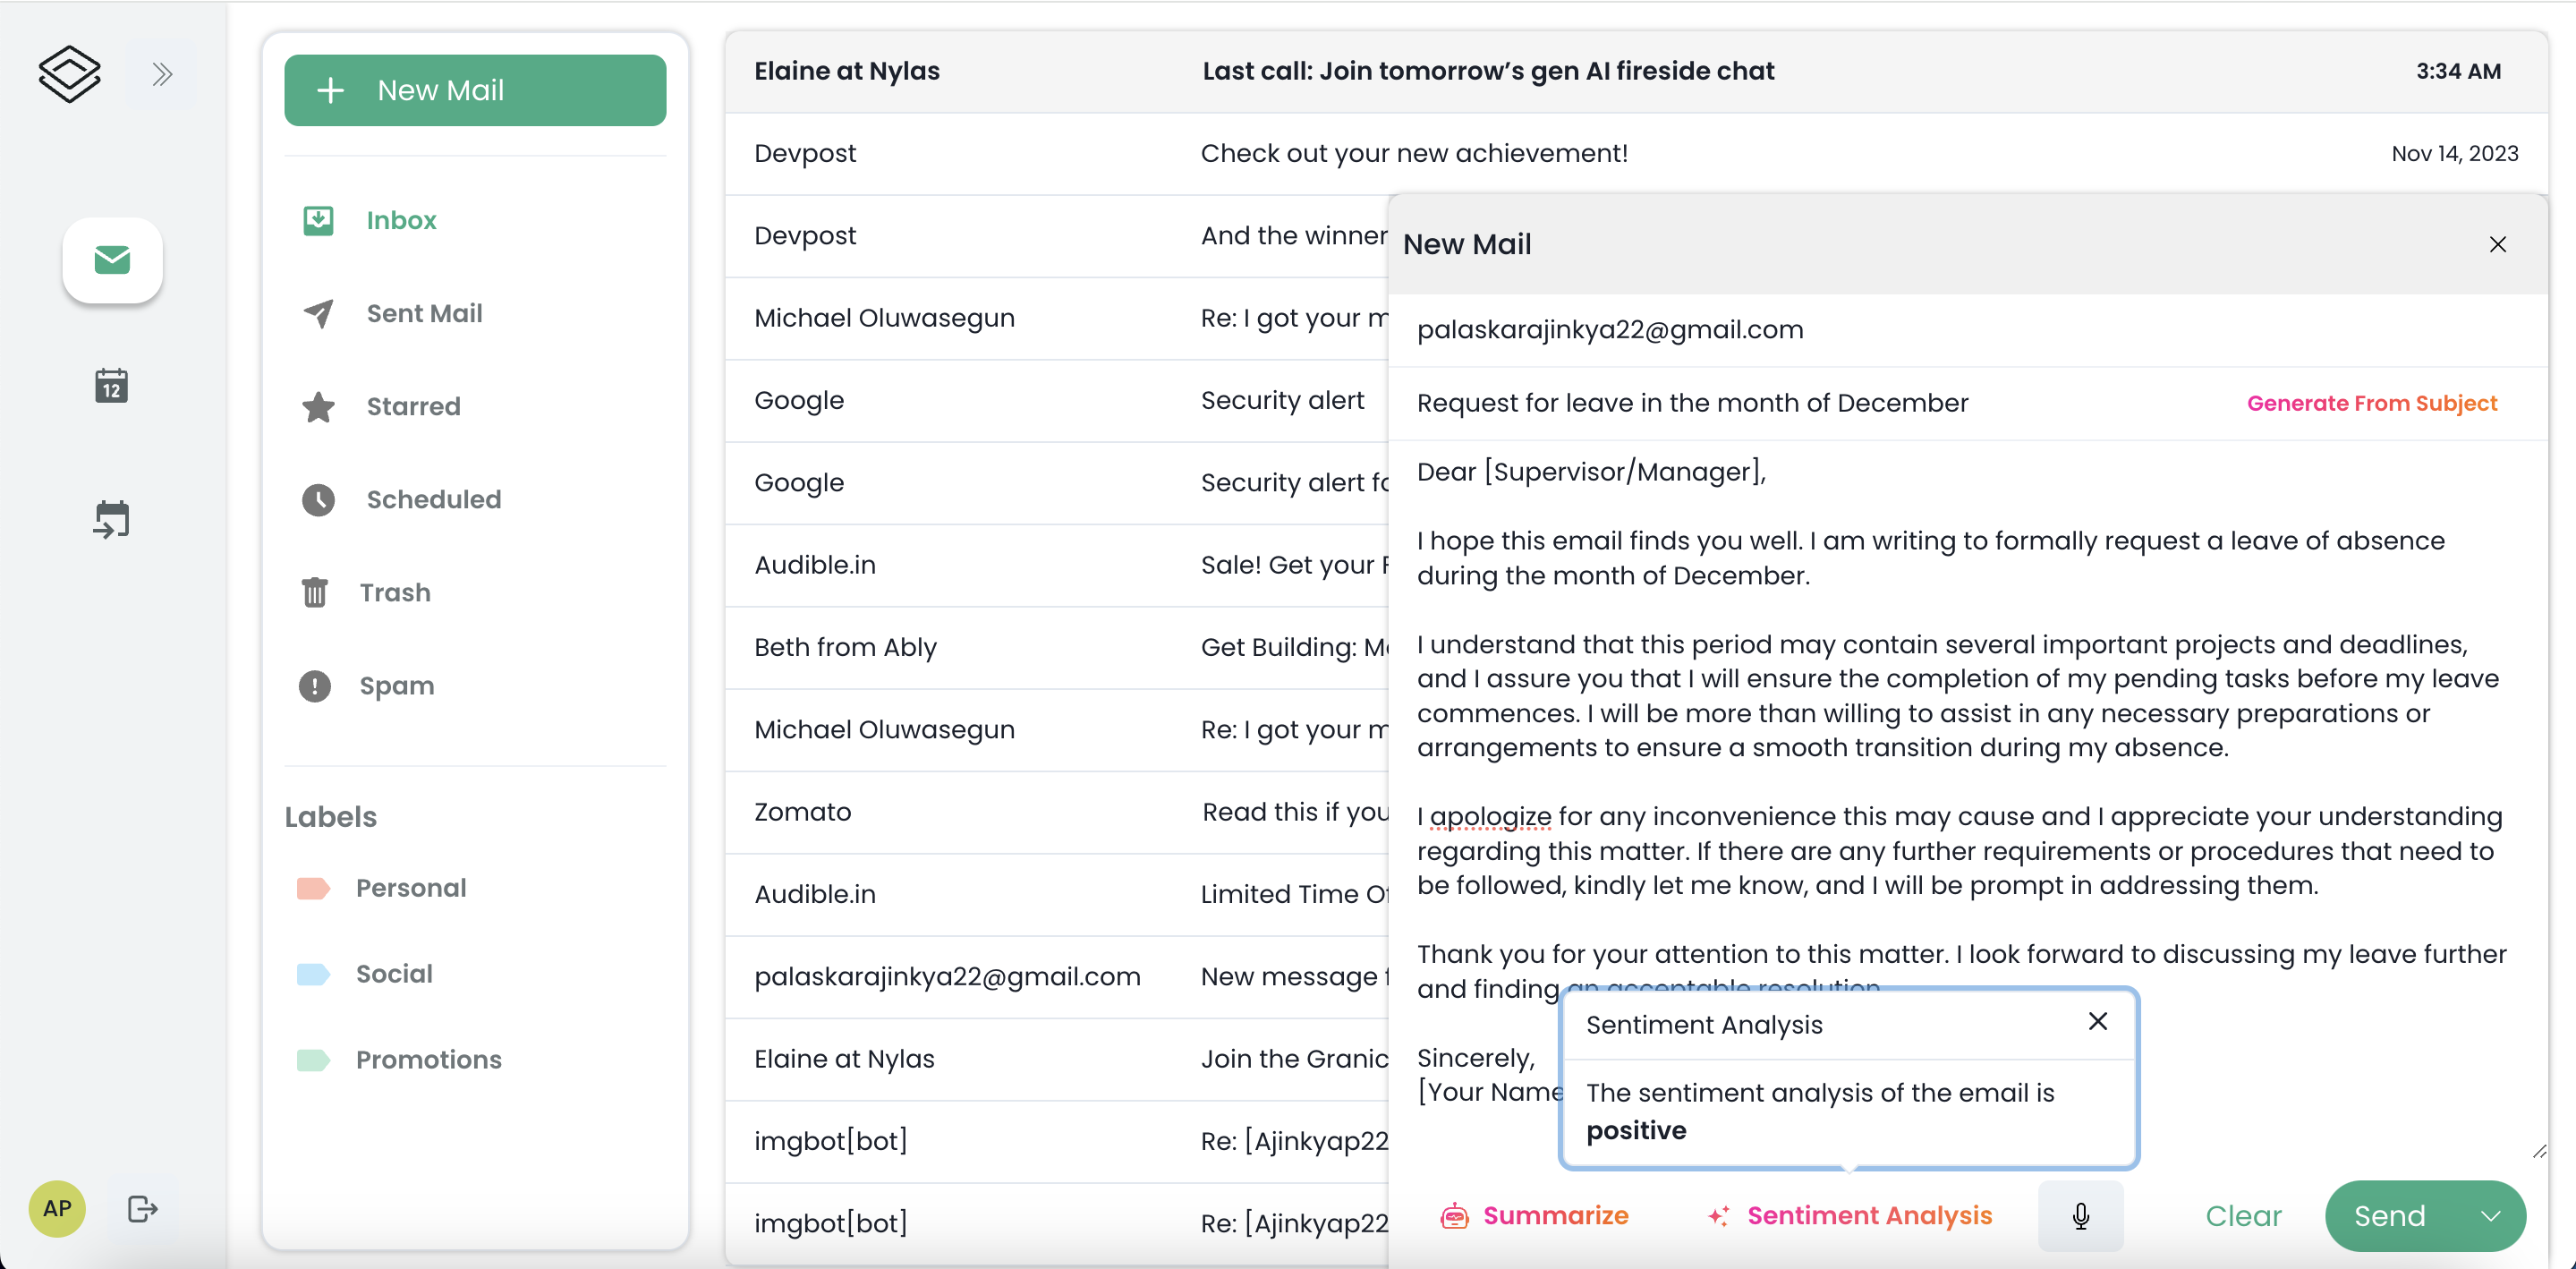 New Mail
Inbox
Sent Mail
Starred
12
Scheduled
Trash
Spam
Labels
Personal
Social
Promotions
AP
Elaine at Nylas Last call: Join tomorrow’s gen AI fireside chat 3:34 AM
Devpost Check out your new achievement! Nov 14, 2023
Devpost And the winner
Michael Oluwasegun Re: I got your
Google Security alert
Google Security alert
Audible.in Sale! Get your
Beth from Ably Get Building:
Michael Oluwasegun Re: I got your
Zomato Read this if you
Audible.in Limited Time
palaskarajinkya22@gmail.com New message
Elaine at Nylas Join the
imgbot[bot] Re: [Ajinkyap22
imgbot[bot] Re: [Ajinkyap22
New Mail
palaskarajinkya22@gmail.com
Request for leave in the month of December Generate From Subject
Dear [Supervisor/Manager],
I hope this email finds you well. I am writing to formally request a leave of absence
during the month of December.
I understand that this period may contain several important projects and deadlines,
and I assure you that I will ensure the completion of my pending tasks before my leave
commences. I will be more than willing to assist in any necessary preparations or
arrangements to ensure a smooth transition during my absence.
I apologize for any inconvenience this may cause and I appreciate your understanding
regarding this matter. If there are any further requirements or procedures that need to
be followed, kindly let me know, and I will be prompt in addressing them.
Thank you for your attention to this matter. I look forward to discussing my leave further
and finding an acceptable resolution
Sincerely,
[Your Name
Sentiment Analysis
The sentiment analysis of the email is
positive
Summarize Sentiment Analysis Clear Send